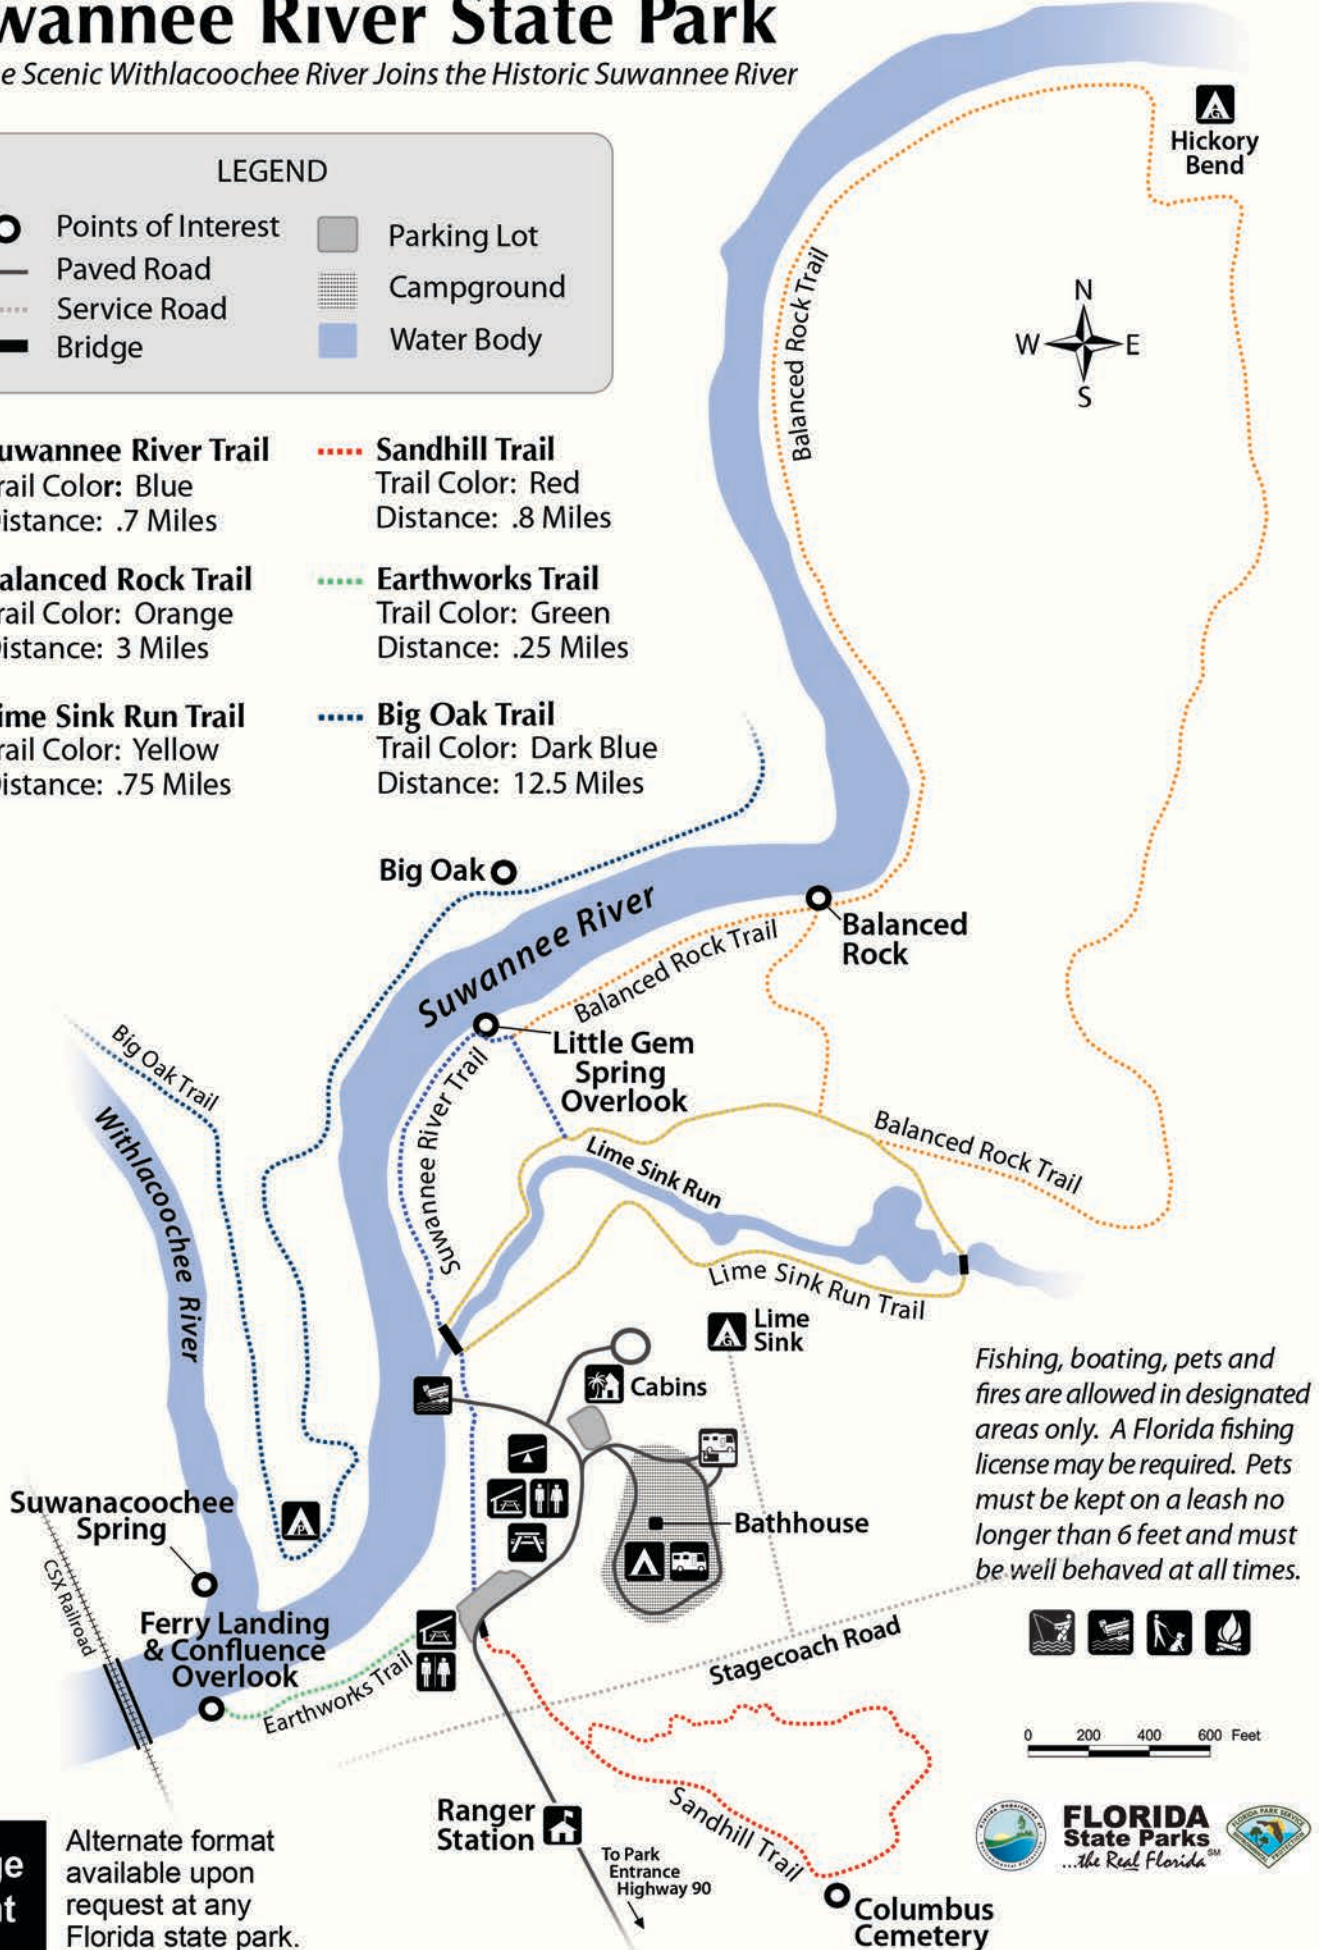 wannee River State Park
e Scenic Withlacoochee River Joins the Historic Suwannee River
LEGEND
Points of Interest
Paved Road
Service Road
Bridge
Parking Lot
Campground
Water Body
uwannee River Trail
rail Color: Blue
istance: .7 Miles
Sandhill Trail
Trail Color: Red
Distance: .8 Miles
alanced Rock Trail
rail Color: Orange
istance: 3 Miles
Earthworks Trail
Trail Color: Green
Distance: .25 Miles
ime Sink Run Trail
rail Color: Yellow
istance: .75 Miles
Big Oak Trail
Trail Color: Dark Blue
Distance: 12.5 Miles
Hickory
Bend
N
W
E
S
Balanced Rock Trail
Big Oak
Suwannee River
Balanced Rock Trail
Balanced
Rock
Little Gem
Spring
Overlook
Big Oak Trail
Withlacoochee River
Suwannee River Trail
Lime Sink Run
Balanced Rock Trail
Lime Sink Run Trail
Lime
Sink
Cabins
Bathhouse
Suwanacoochee
Spring
CSX Railroad
Ferry Landing
& Confluence
Overlook
Earthworks Trail
Stagecoach Road
Sandhill Trail
Ranger
Station
To Park
Entrance
Highway 90
Columbus
Cemetery
Fishing, boating, pets and
fires are allowed in designated
areas only. A Florida fishing
license may be required. Pets
must be kept on a leash no
longer than 6 feet and must
be well behaved at all times.
0 200 400 600 Feet
FLORIDA
State Parks
...the Real Florida℠
FLORIDA PARK SERVICE
ge
t
Alternate format
available upon
request at any
Florida state park.